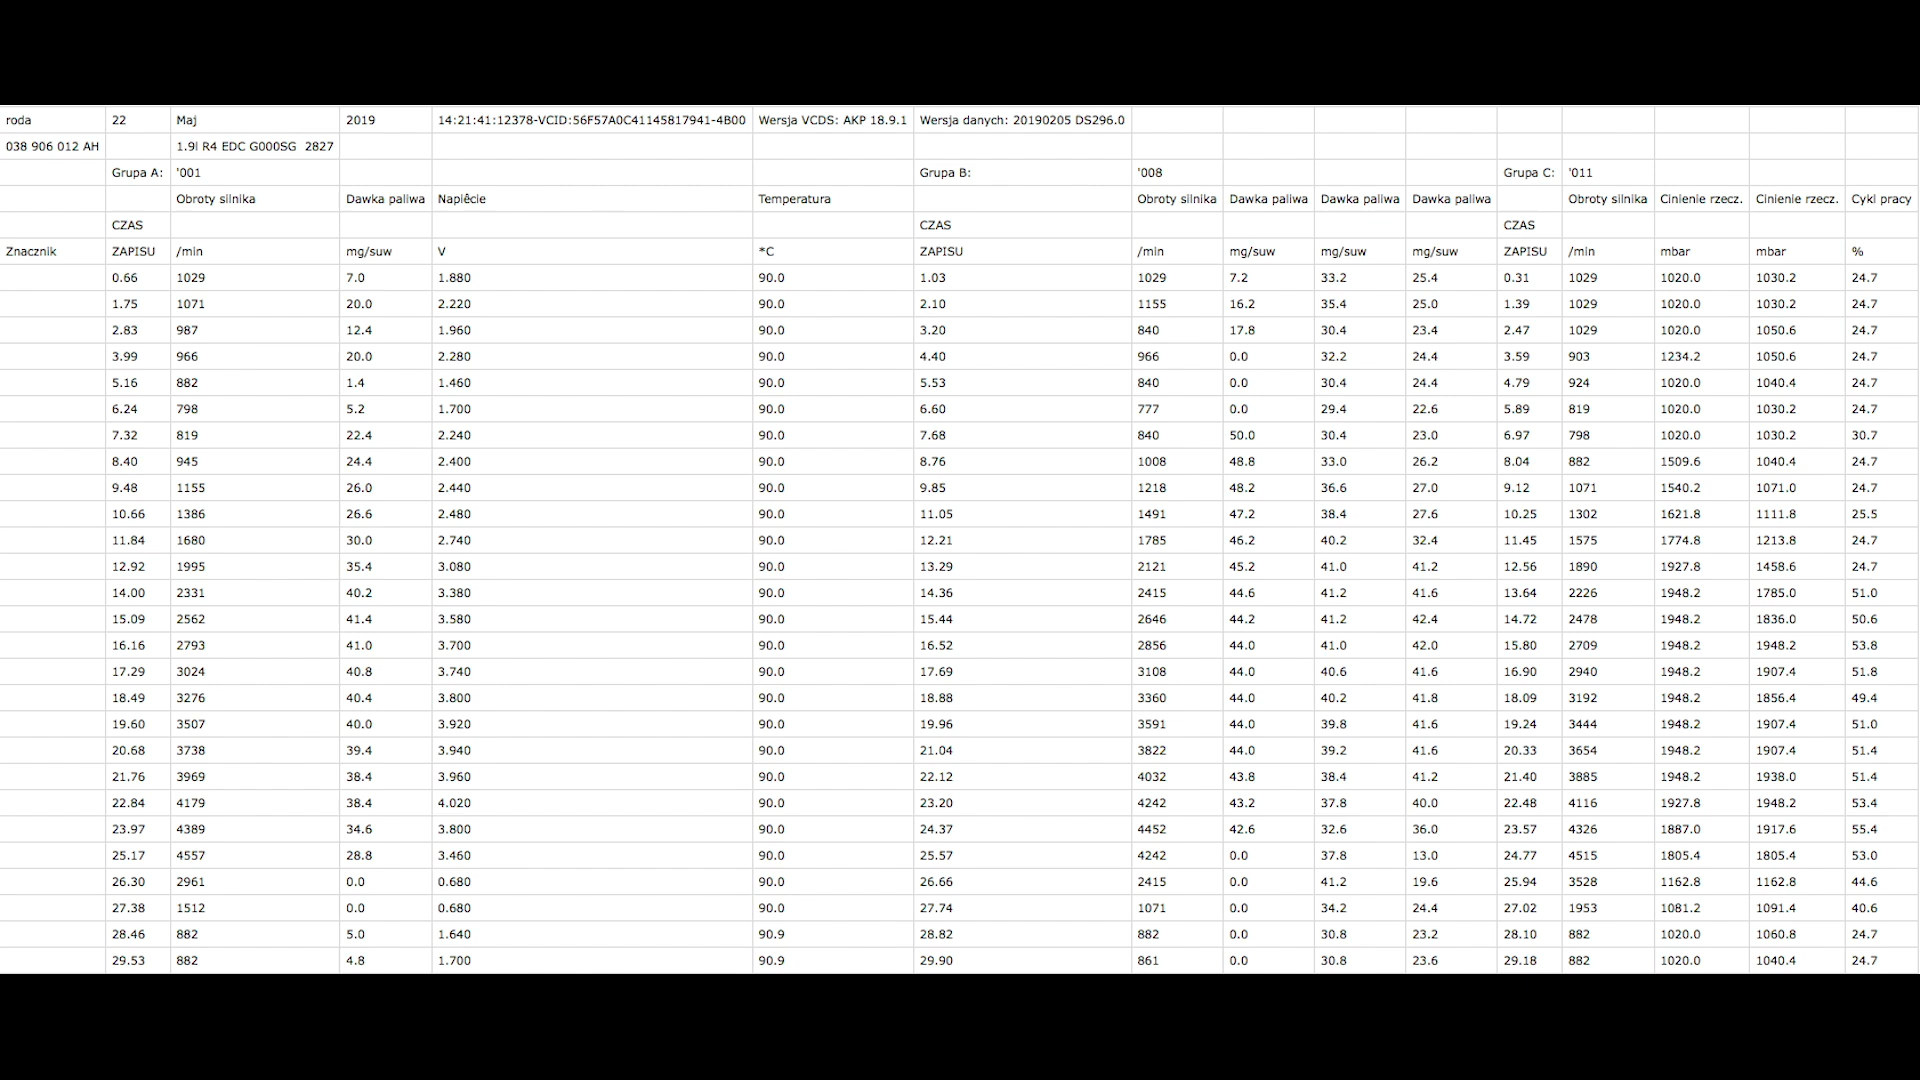 roda 22 Maj 2019 14:21:41:12378-VCID:56F57A0C41145817941-4B00 Wersja VCDS: AKP 18.9.1 Wersja danych: 20190205 DS296.0
038 906 012 AH 1.9l R4 EDC G000SG 2827
Grupa A: '001 Grupa B: '008 Grupa C: '011
Obroty silnika Dawka paliwa Napiêcie Temperatura Obroty silnika Dawka paliwa Dawka paliwa Dawka paliwa Obroty silnika Cinienie rzecz. Cinienie rzecz. Cykl pracy
CZAS CZAS CZAS
Znacznik ZAPISU /min mg/suw V *C ZAPISU /min mg/suw mg/suw mg/suw ZAPISU /min mbar mbar %
0.66 1029 7.0 1.880 90.0 1.03 1029 7.2 33.2 25.4 0.31 1029 1020.0 1030.2 24.7
1.75 1071 20.0 2.220 90.0 2.10 1155 16.2 35.4 25.0 1.39 1029 1020.0 1030.2 24.7
2.83 987 12.4 1.960 90.0 3.20 840 17.8 30.4 23.4 2.47 1029 1020.0 1050.6 24.7
3.99 966 20.0 2.280 90.0 4.40 966 0.0 32.2 24.4 3.59 903 1234.2 1050.6 24.7
5.16 882 1.4 1.460 90.0 5.53 840 0.0 30.4 24.4 4.79 924 1020.0 1040.4 24.7
6.24 798 5.2 1.700 90.0 6.60 777 0.0 29.4 22.6 5.89 819 1020.0 1030.2 24.7
7.32 819 22.4 2.240 90.0 7.68 840 50.0 30.4 23.0 6.97 798 1020.0 1030.2 30.7
8.40 945 24.4 2.400 90.0 8.76 1008 48.8 33.0 26.2 8.04 882 1509.6 1040.4 24.7
9.48 1155 26.0 2.440 90.0 9.85 1218 48.2 36.6 27.0 9.12 1071 1540.2 1071.0 24.7
10.66 1386 26.6 2.480 90.0 11.05 1491 47.2 38.4 27.6 10.25 1302 1621.8 1111.8 25.5
11.84 1680 30.0 2.740 90.0 12.21 1785 46.2 40.2 32.4 11.45 1575 1774.8 1213.8 24.7
12.92 1995 35.4 3.080 90.0 13.29 2121 45.2 41.0 41.2 12.56 1890 1927.8 1458.6 24.7
14.00 2331 40.2 3.380 90.0 14.36 2415 44.6 41.2 41.6 13.64 2226 1948.2 1785.0 51.0
15.09 2562 41.4 3.580 90.0 15.44 2646 44.2 41.2 42.4 14.72 2478 1948.2 1836.0 50.6
16.16 2793 41.0 3.700 90.0 16.52 2856 44.0 41.0 42.0 15.80 2709 1948.2 1948.2 53.8
17.29 3024 40.8 3.740 90.0 17.69 3108 44.0 40.6 41.6 16.90 2940 1948.2 1907.4 51.8
18.49 3276 40.4 3.800 90.0 18.88 3360 44.0 40.2 41.8 18.09 3192 1948.2 1856.4 49.4
19.60 3507 40.0 3.920 90.0 19.96 3591 44.0 39.8 41.6 19.24 3444 1948.2 1907.4 51.0
20.68 3738 39.4 3.940 90.0 21.04 3822 44.0 39.2 41.6 20.33 3654 1948.2 1907.4 51.4
21.76 3969 38.4 3.960 90.0 22.12 4032 43.8 38.4 41.2 21.40 3885 1948.2 1938.0 51.4
22.84 4179 38.4 4.020 90.0 23.20 4242 43.2 37.8 40.0 22.48 4116 1927.8 1948.2 53.4
23.97 4389 34.6 3.800 90.0 24.37 4452 42.6 32.6 36.0 23.57 4326 1887.0 1917.6 55.4
25.17 4557 28.8 3.460 90.0 25.57 4242 0.0 37.8 13.0 24.77 4515 1805.4 1805.4 53.0
26.30 2961 0.0 0.680 90.0 26.66 2415 0.0 41.2 19.6 25.94 3528 1162.8 1162.8 44.6
27.38 1512 0.0 0.680 90.0 27.74 1071 0.0 34.2 24.4 27.02 1953 1081.2 1091.4 40.6
28.46 882 5.0 1.640 90.9 28.82 882 0.0 30.8 23.2 28.10 882 1020.0 1060.8 24.7
29.53 882 4.8 1.700 90.9 29.90 861 0.0 30.8 23.6 29.18 882 1020.0 1040.4 24.7